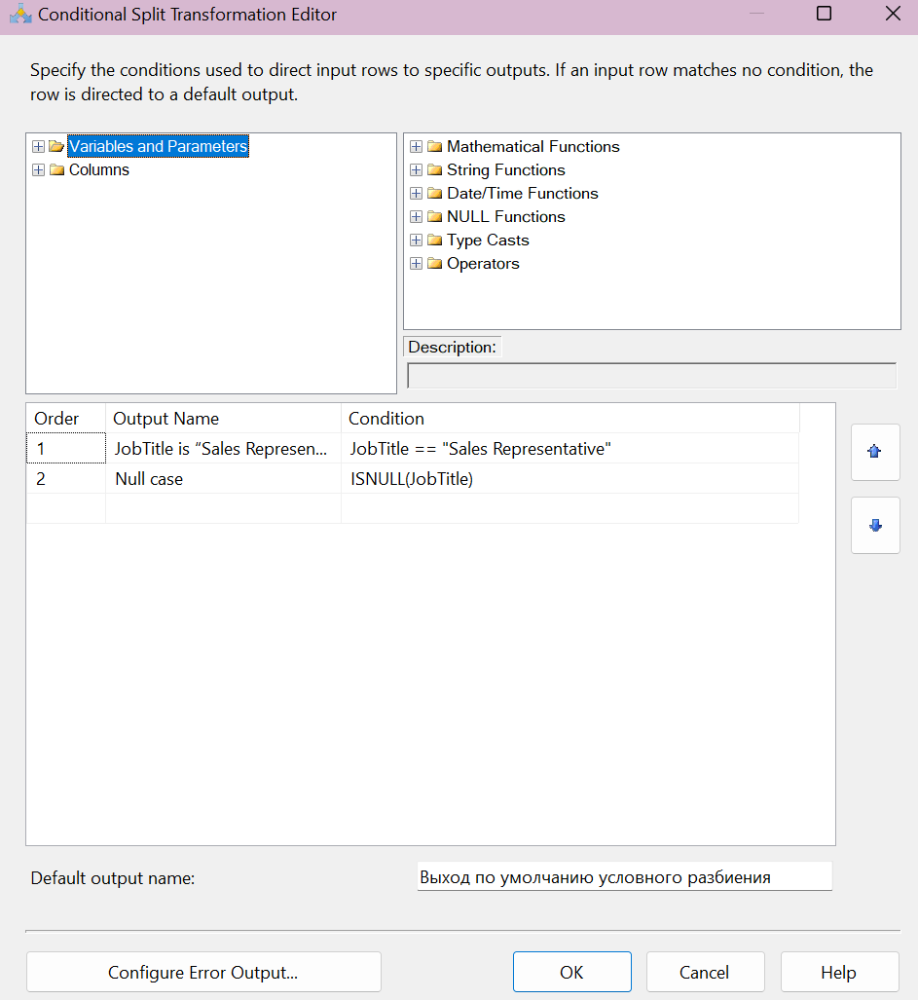 Conditional Split Transformation Editor
Specify the conditions used to direct input rows to specific outputs. If an input row matches no condition, the
row is directed to a default output.
Variables and Parameters
Columns
Mathematical Functions
String Functions
Date/Time Functions
NULL Functions
Type Casts
Operators
Description:
Order Output Name Condition
1 JobTitle is “Sales Represen... JobTitle == "Sales Representative"
2 Null case ISNULL(JobTitle)
Default output name: Выход по умолчанию условного разбиения
Configure Error Output... OK Cancel Help